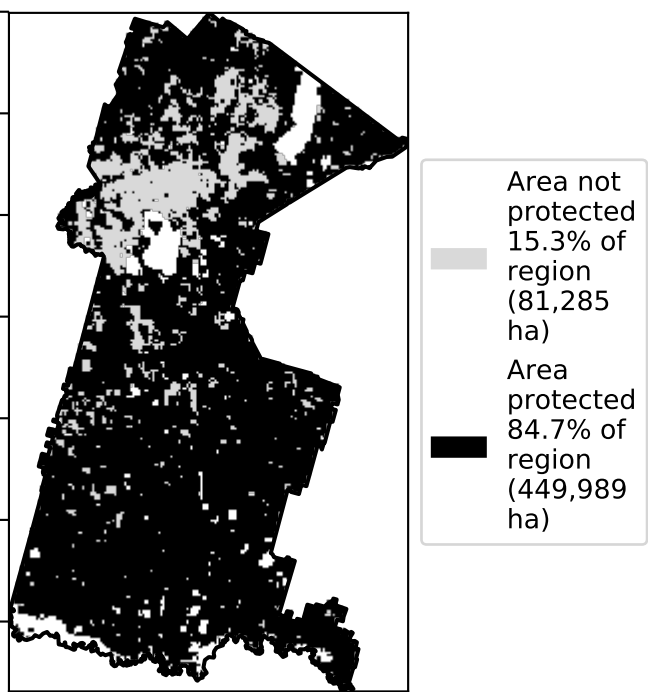 Area not
protected
15.3% of
region
(81,285
ha)
Area
protected
84.7% of
region
(449,989
ha)